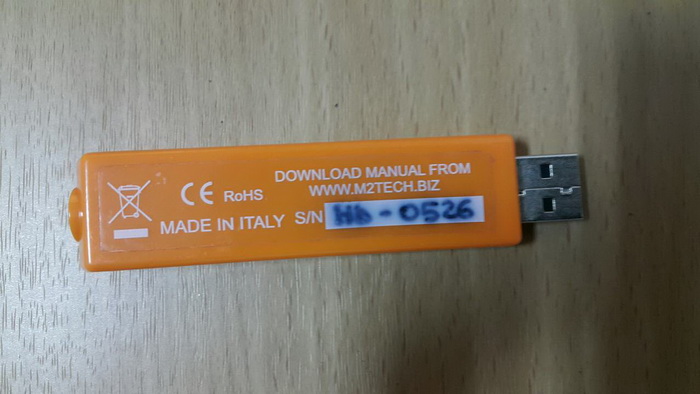 DOWNLOAD MANUAL FROM
WWW.M2TECH.BIZ
CE RoHS
MADE IN ITALY S/N HD-0526